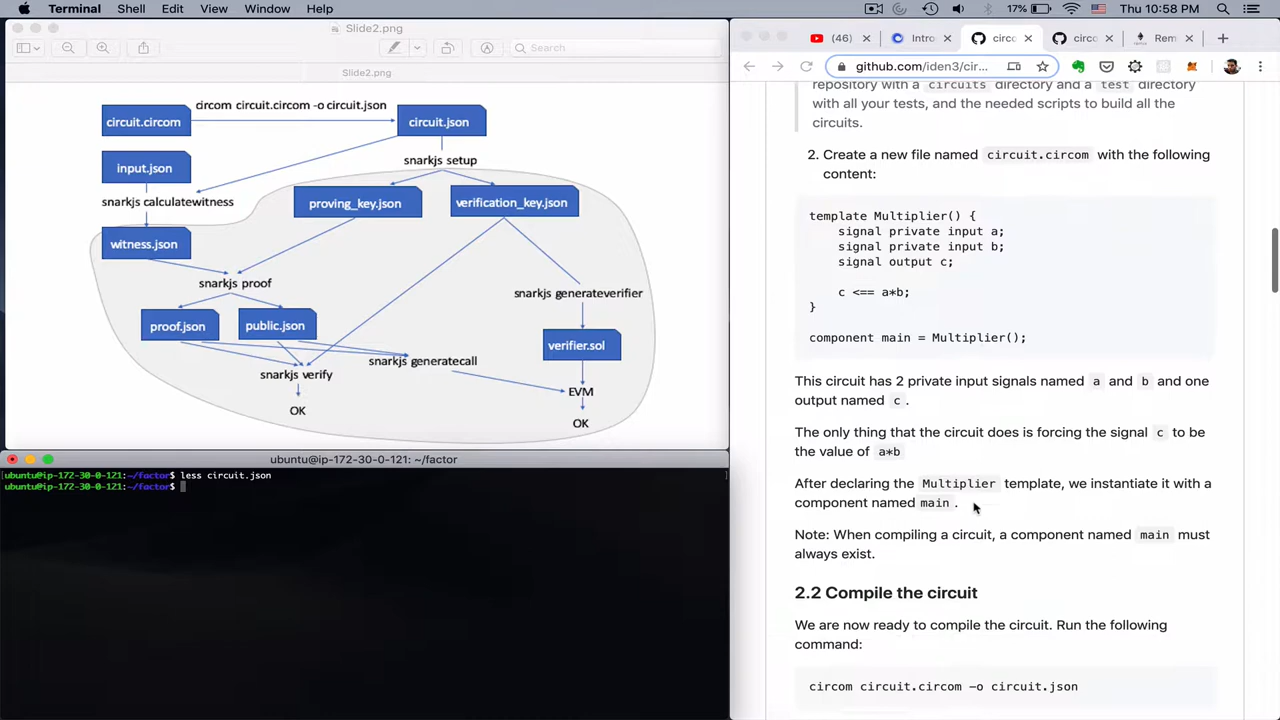 Terminal Shell Edit View Window Help
17% Thu 10:58 PM
Slide2.png
Search
Slide2.png
circom circuit.circom -o circuit.json
circuit.circom
circuit.json
snarkjs setup
input.json
snarkjs calculatewitness
proving_key.json
verification_key.json
witness.json
snarkjs proof
snarkjs generateverifier
proof.json
public.json
verifier.sol
snarkjs generatecall
snarkjs verify
EVM
OK
OK
ubuntu@ip-172-30-0-121: ~/factor
ubuntu@ip-172-30-0-121:~/factor$ less circuit.json
ubuntu@ip-172-30-0-121:~/factor$
(46) Intro circo circo Rem
github.com/iden3/cir...
repository with a circuits directory and a test directory
with all your tests, and the needed scripts to build all the
circuits.
2. Create a new file named circuit.circom with the following
content:
template Multiplier() {
signal private input a;
signal private input b;
signal output c;
c <== a*b;
}
component main = Multiplier();
This circuit has 2 private input signals named a and b and one
output named c .
The only thing that the circuit does is forcing the signal c to be
the value of a*b
After declaring the Multiplier template, we instantiate it with a
component named main .
Note: When compiling a circuit, a component named main must
always exist.
2.2 Compile the circuit
We are now ready to compile the circuit. Run the following
command:
circom circuit.circom -o circuit.json